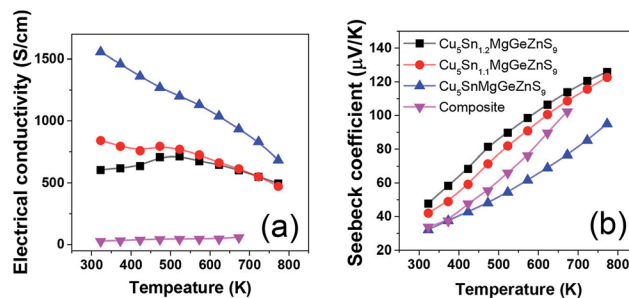 Electrical conductivity (S/cm)
1500
1000
500
0
300 400 500 600 700 800
Tempeature (K)
(a)
Seebeck coefficient (μV/K)
140
120
100
80
60
40
20
300 400 500 600 700 800
Temperature (K)
(b)
Cu₅Sn₁.₂MgGeZnS₉
Cu₅Sn₁.₁MgGeZnS₉
Cu₅SnMgGeZnS₉
Composite